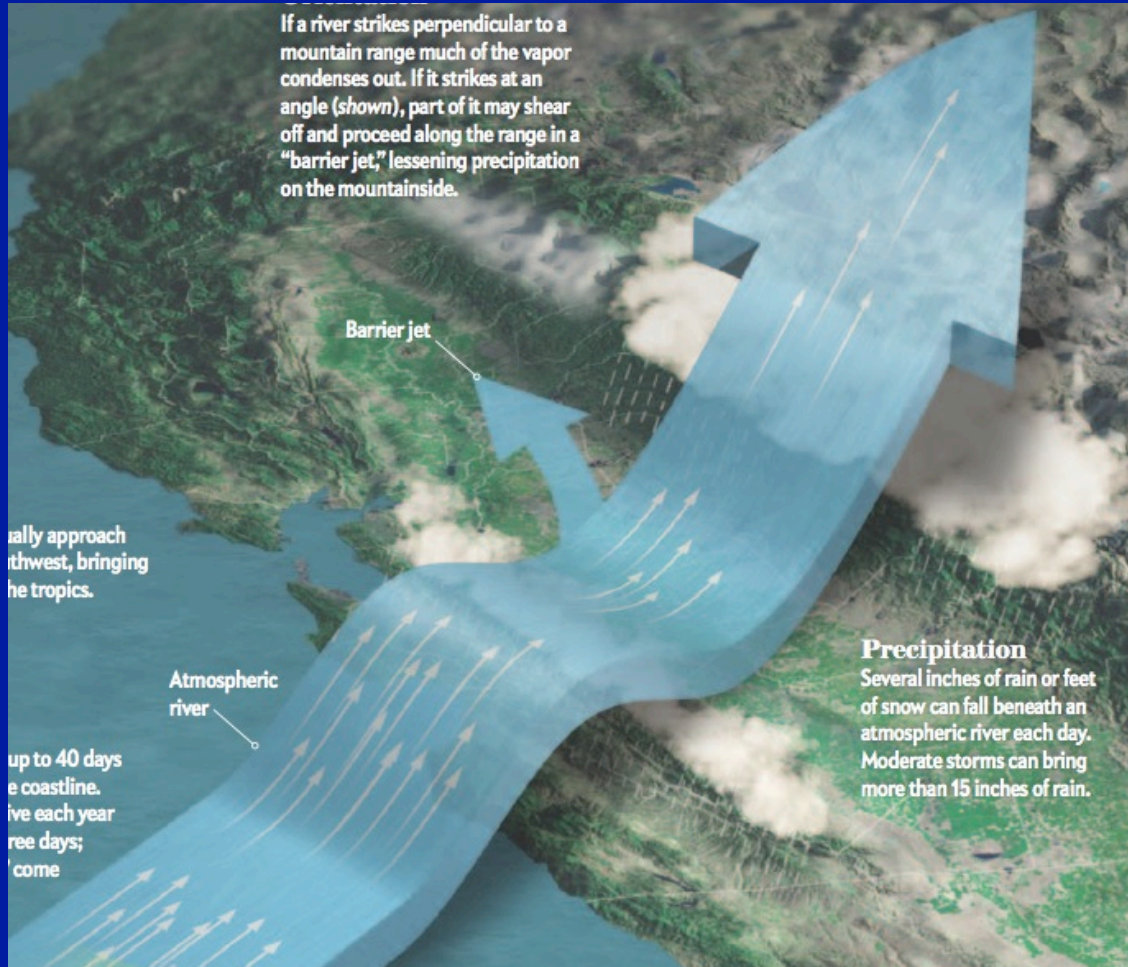 If a river strikes perpendicular to a
mountain range much of the vapor
condenses out. If it strikes at an
angle (shown), part of it may shear
off and proceed along the range in a
“barrier jet,” lessening precipitation
on the mountainside.
Barrier jet
ually approach
thwest, bringing
he tropics.
Atmospheric
river
up to 40 days
e coastline.
ive each year
ree days;
come
Precipitation
Several inches of rain or feet
of snow can fall beneath an
atmospheric river each day.
Moderate storms can bring
more than 15 inches of rain.